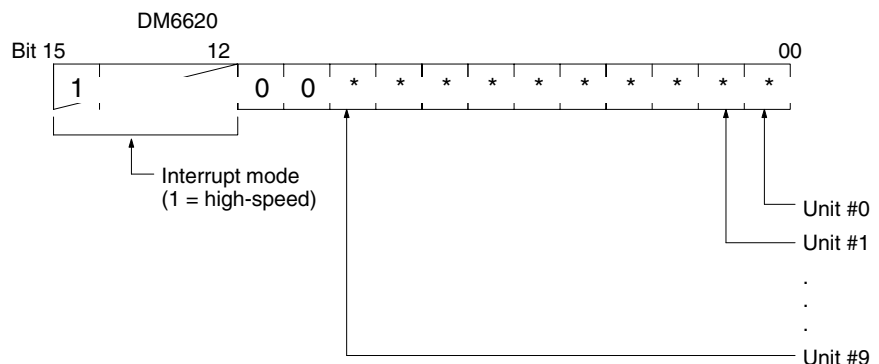 DM6620
Bit 15 12 00
1 0 0 * * * * * * * * * *
Interrupt mode
(1 = high-speed)
Unit #0
Unit #1
.
.
.
Unit #9